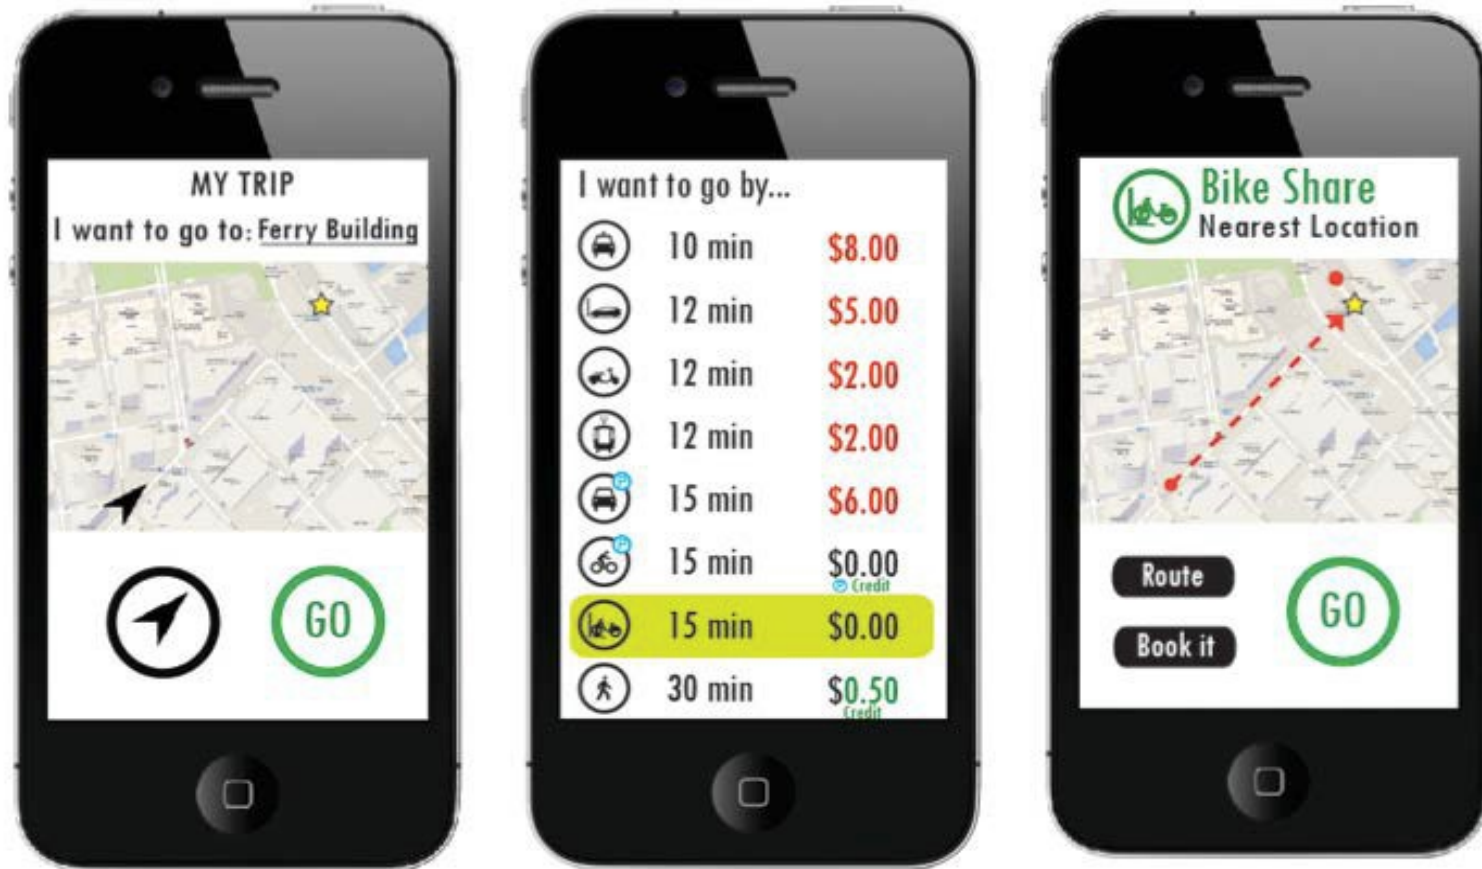 MY TRIP
I want to go to: Ferry Building
GO
I want to go by...
10 min $8.00
12 min $5.00
12 min $2.00
12 min $2.00
15 min $6.00
15 min $0.00
Credit
15 min $0.00
30 min $0.50
Credit
Bike Share
Nearest Location
Route
Book it
GO